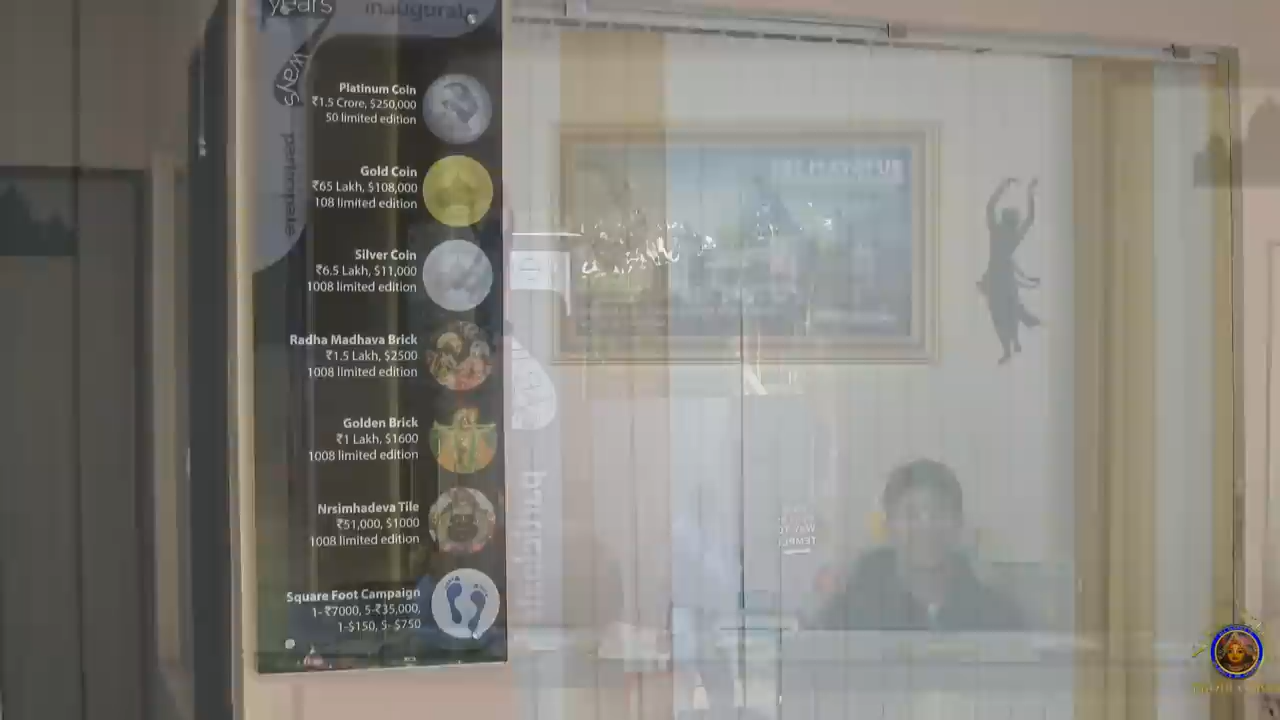 years
inaugurate
ways
participate
Platinum Coin
₹1.5 Crore, $250,000
50 limited edition
Gold Coin
₹65 Lakh, $108,000
108 limited edition
Silver Coin
₹6.5 Lakh, $11,000
1008 limited edition
Radha Madhava Brick
₹1.5 Lakh, $2500
1008 limited edition
Golden Brick
₹1 Lakh, $1600
1008 limited edition
Nrsimhadeva Tile
₹51,000, $1000
1008 limited edition
Square Foot Campaign
1- ₹7000, 5-₹35,000,
1-$150, 5- $750